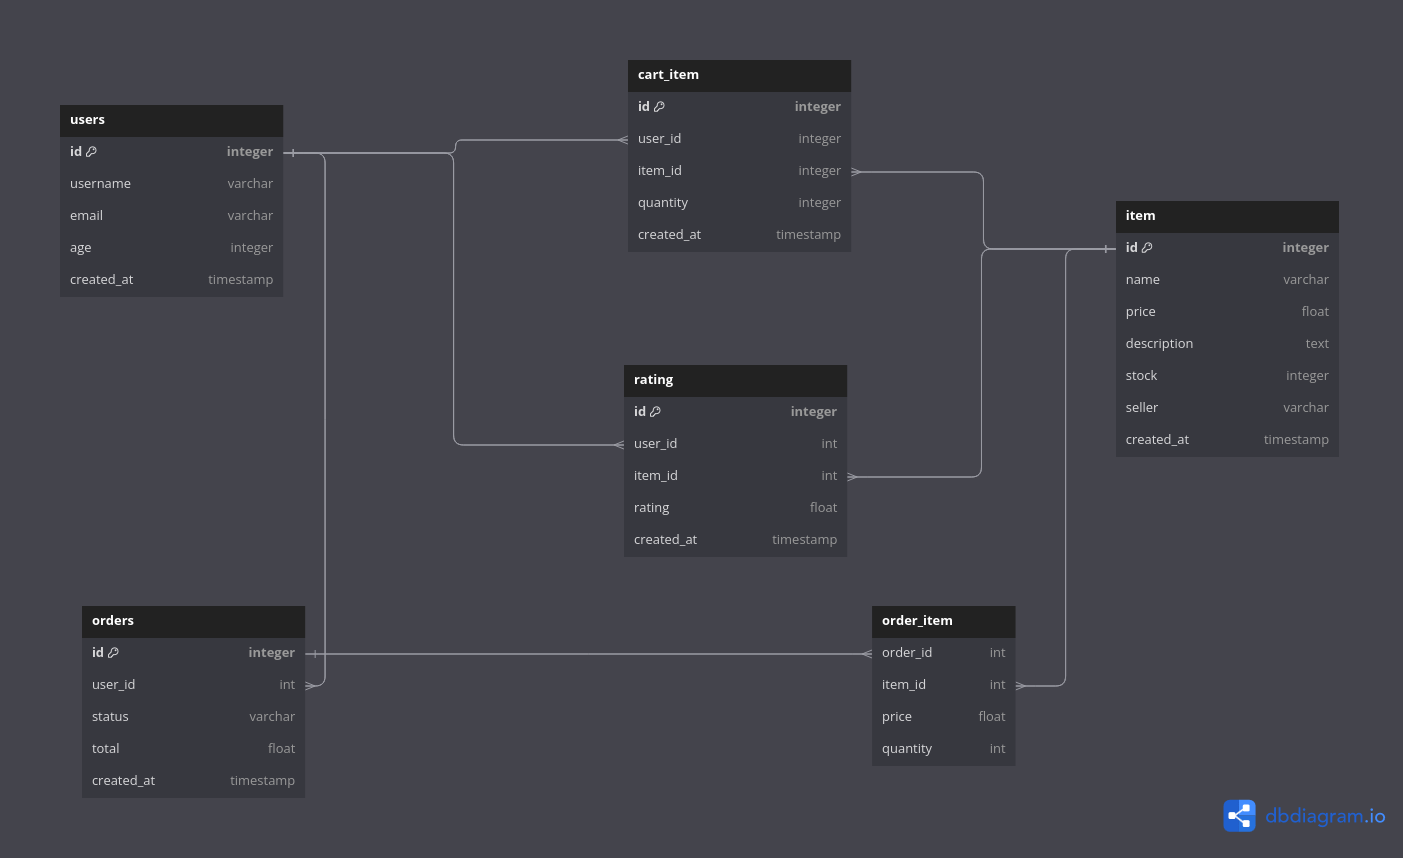 users
id integer
username varchar
email varchar
age integer
created_at timestamp
cart_item
id integer
user_id integer
item_id integer
quantity integer
created_at timestamp
item
id integer
name varchar
price float
description text
stock integer
seller varchar
created_at timestamp
rating
id integer
user_id int
item_id int
rating float
created_at timestamp
orders
id integer
user_id int
status varchar
total float
created_at timestamp
order_item
order_id int
item_id int
price float
quantity int
dbdiagram.io